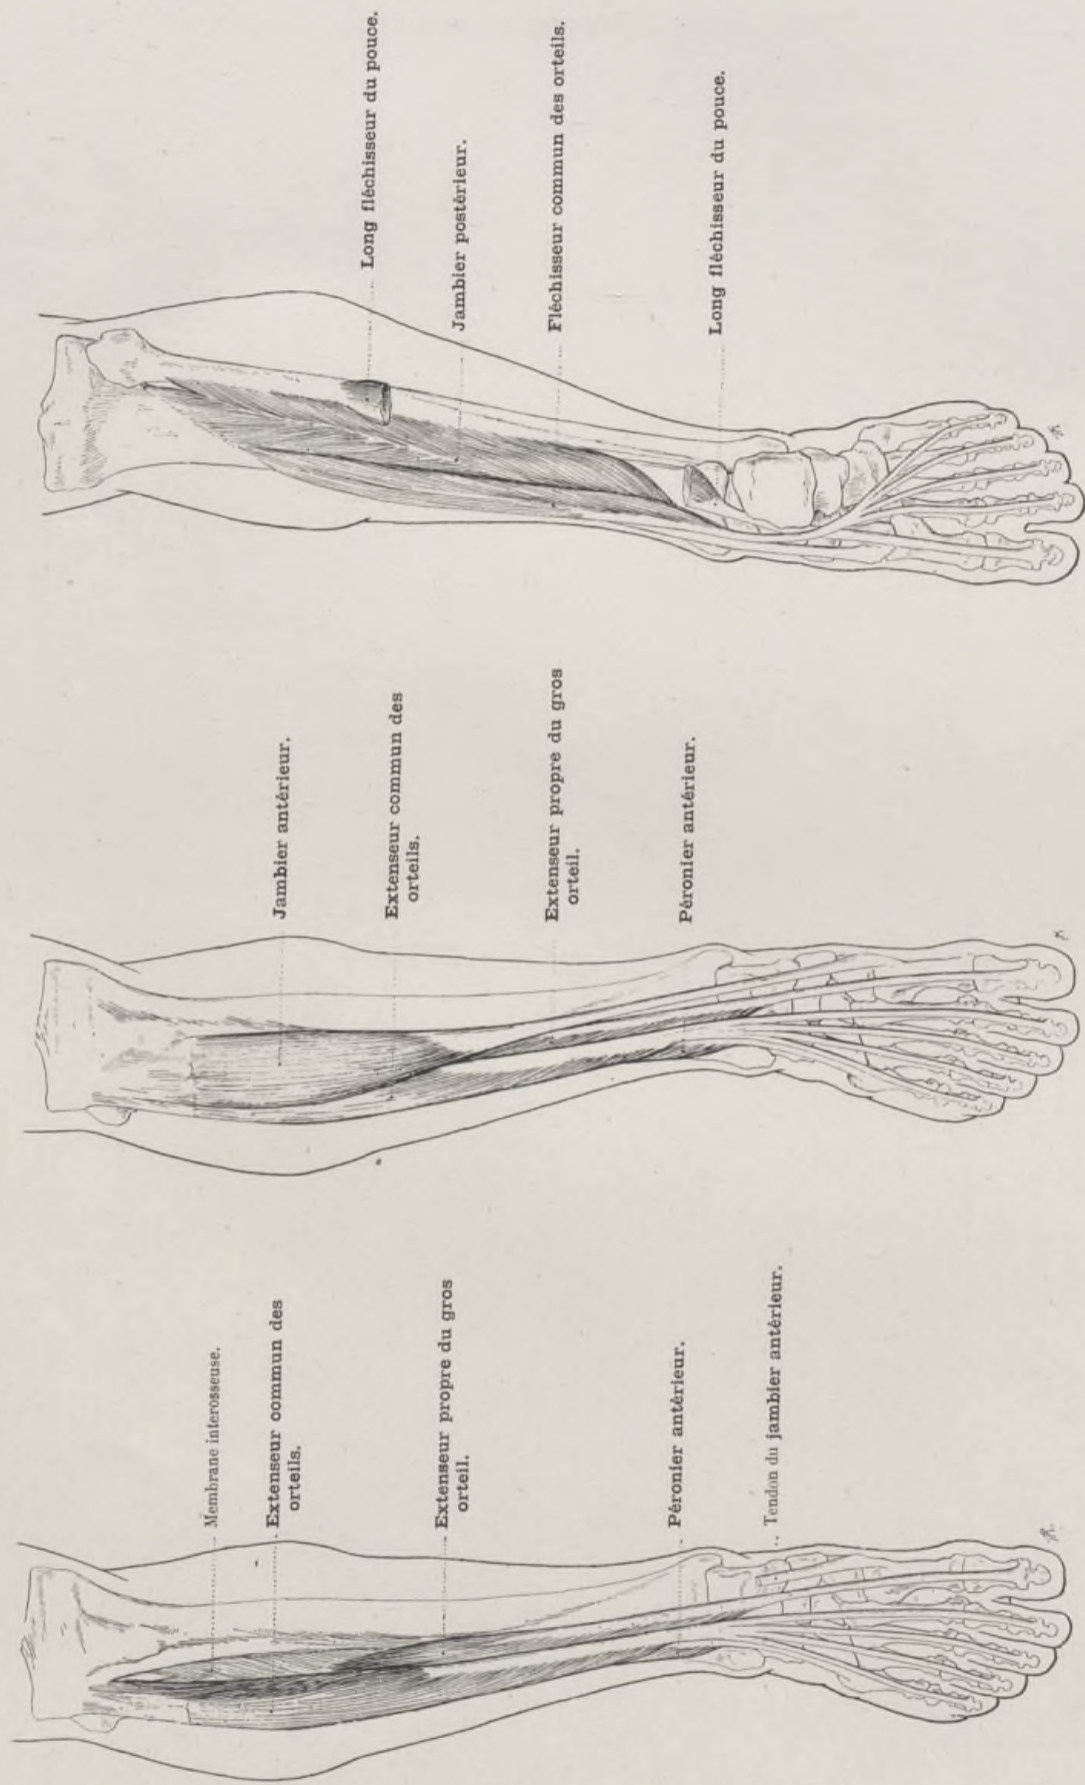 Membrane interosseuse.
Extenseur commun des
orteils.
Extenseur propre du gros
orteil.
Péronier antérieur.
Tendon du jambier antérieur.
Jambier antérieur.
Extenseur commun des
orteils.
Extenseur propre du gros
orteil.
Péronier antérieur.
Long fléchisseur du pouce.
Jambier postérieur.
Fléchisseur commun des orteils.
Long fléchisseur du pouce.